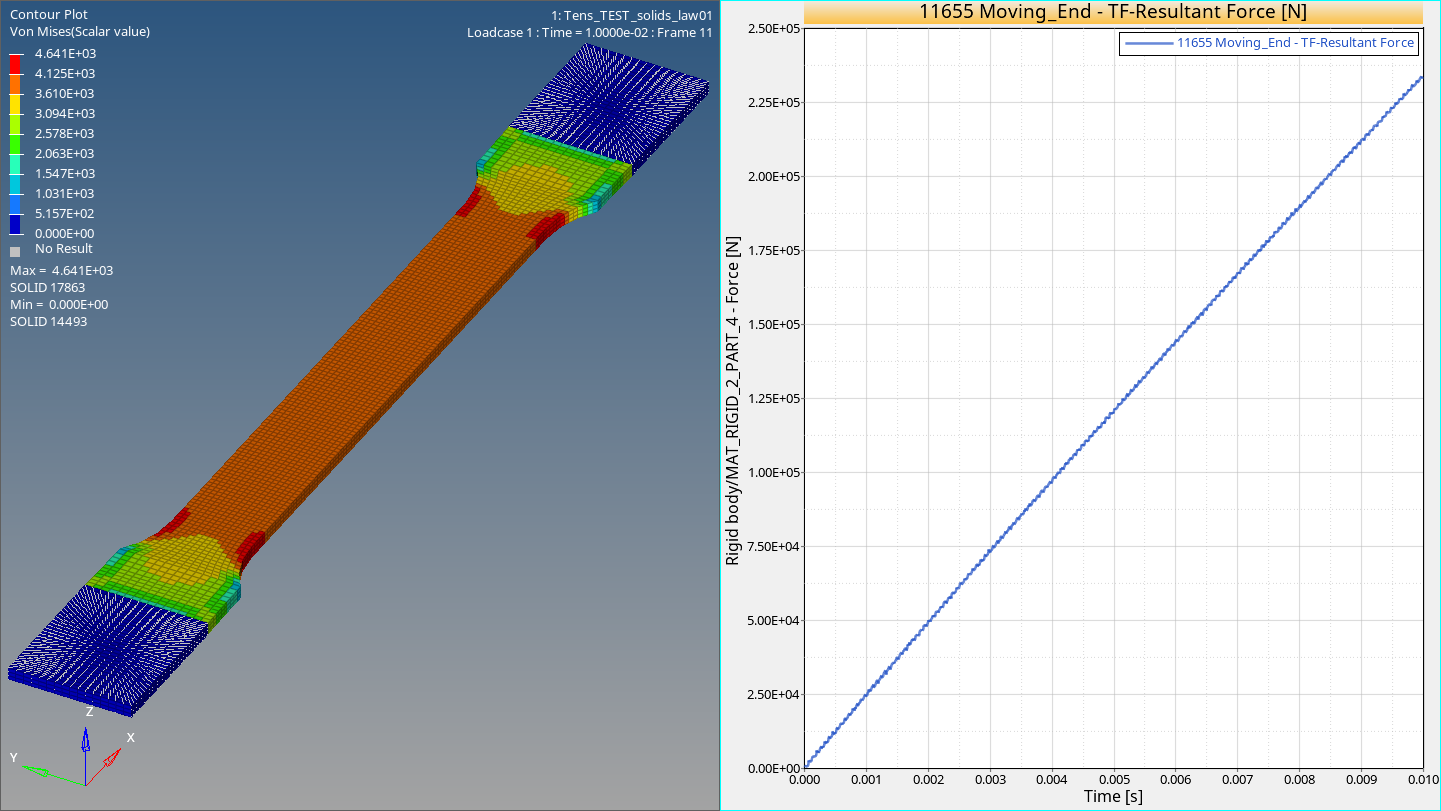 Contour Plot
Von Mises(Scalar value)
4.641E+03
4.125E+03
3.610E+03
3.094E+03
2.578E+03
2.063E+03
1.547E+03
1.031E+03
5.157E+02
0.000E+00
No Result
Max = 4.641E+03
SOLID 17863
Min = 0.000E+00
SOLID 14493
1: Tens_TEST_solids_law01
Loadcase 1 : Time = 1.0000e-02 : Frame 11
Z
X
Y
11655 Moving_End - TF-Resultant Force [N]
11655 Moving_End - TF-Resultant Force
Rigid body/MAT_RIGID_2_PART_4 - Force [N]
2.50E+05
2.25E+05
2.00E+05
1.75E+05
1.50E+05
1.25E+05
1.00E+05
7.50E+04
5.00E+04
2.50E+04
0.00E+00
0.000 0.001 0.002 0.003 0.004 0.005 0.006 0.007 0.008 0.009 0.010
Time [s]